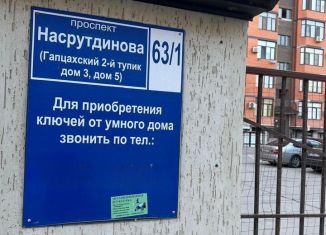 проспект
Насрутдинова
(Гапцахский 2-й тупик
дом 3, дом 5)
63/1
Для приобретения
ключей от умного дома
звонить по тел.: